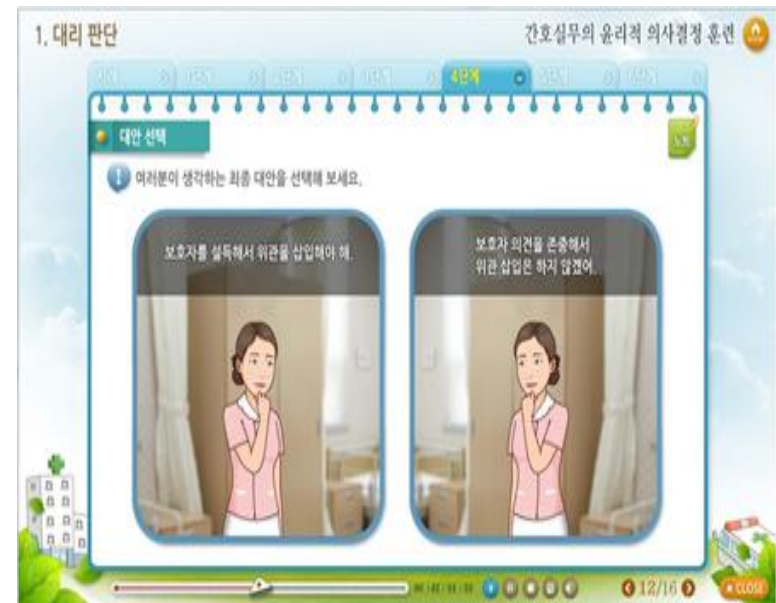 1. 대리 판단
간호실무의 윤리적 의사결정 훈련
4단계
대안 선택
노트
여러분이 생각하는 최종 대안을 선택해 보세요.
보호자를 설득해서 위관을 삽입해야 해.
보호자 의견을 존중해서
위관 삽입은 하지 않겠어.
12/16
CLOSE